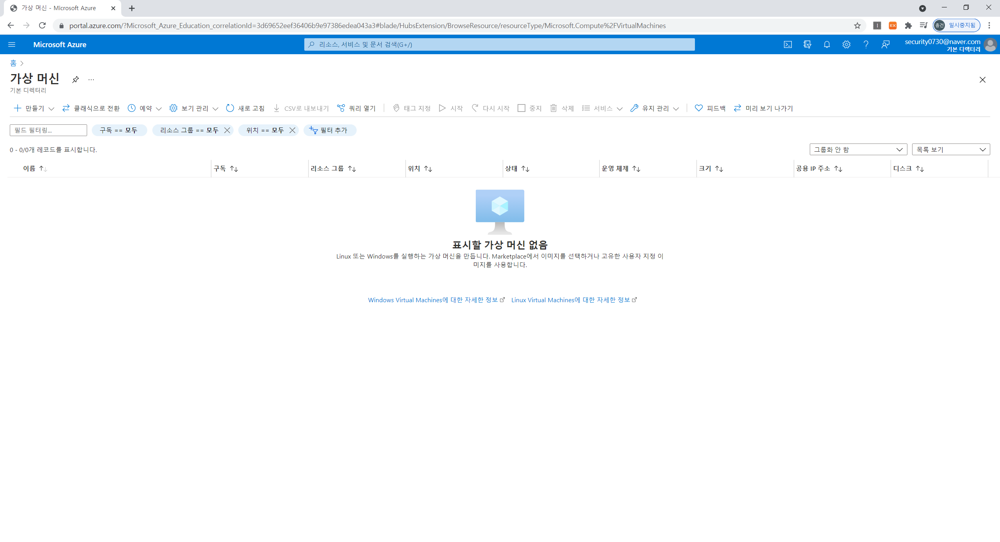 가상 머신 - Microsoft Azure
portal.azure.com/?Microsoft_Azure_Education_correlationId=3d69652eef36406b9e97386edea043a3#blade/HubsExtension/BrowseResource/resourceType/Microsoft.Compute%2FVirtualMachines
EX
충건 일시중지됨
Microsoft Azure
리소스, 서비스 및 문서 검색(G+/)
security0730@naver.com
기본 디렉터리
홈
가상 머신
기본 디렉터리
만들기 클래식으로 전환 예약 보기 관리 새로 고침 CSV로 내보내기 쿼리 열기 태그 지정 시작 다시 시작 중지 삭제 서비스 유지 관리 피드백 미리 보기 나가기
필드 필터링... 구독 == 모두 리소스 그룹 == 모두 위치 == 모두 필터 추가
0 - 0/0개 레코드를 표시합니다. 그룹화 안 함 목록 보기
이름 구독 리소스 그룹 위치 상태 운영 체제 크기 공용 IP 주소 디스크
표시할 가상 머신 없음
Linux 또는 Windows를 실행하는 가상 머신을 만듭니다. Marketplace에서 이미지를 선택하거나 고유한 사용자 지정 이
미지를 사용합니다.
Windows Virtual Machines에 대한 자세한 정보 Linux Virtual Machines에 대한 자세한 정보